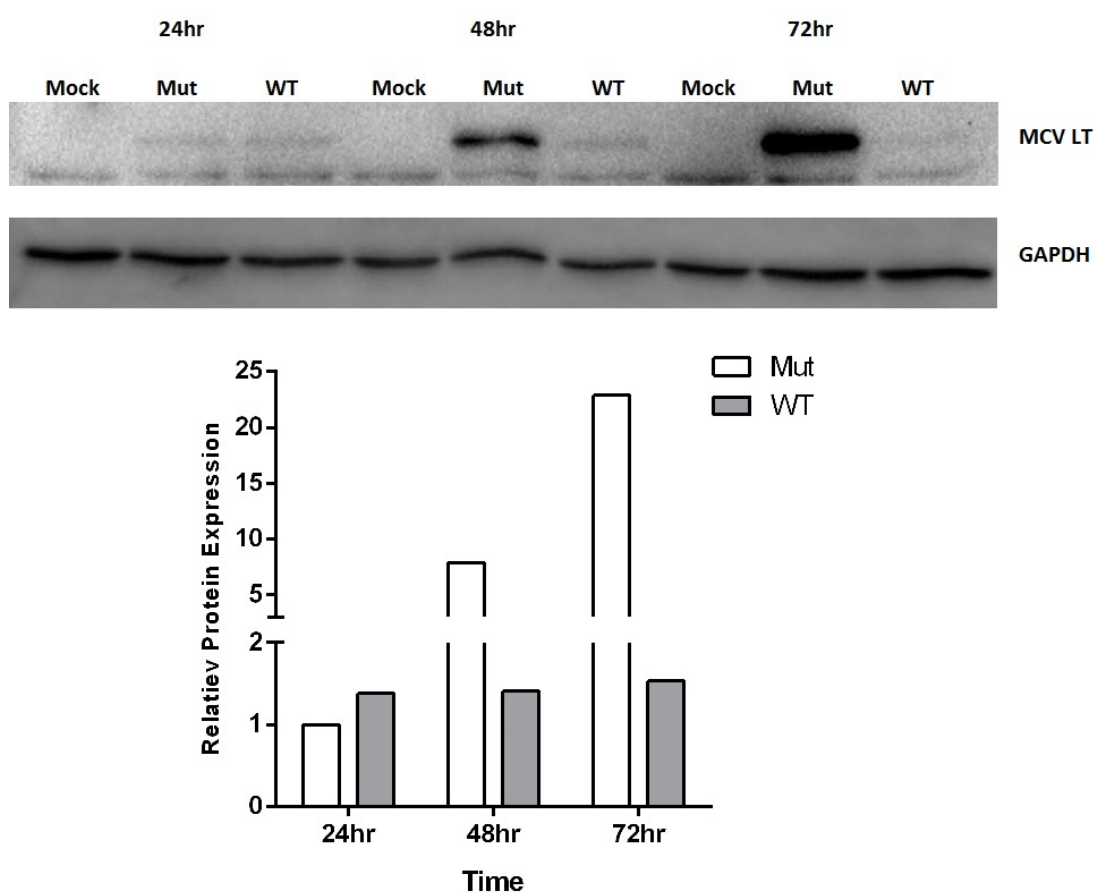 24hr 48hr 72hr
Mock Mut WT Mock Mut WT Mock Mut WT
MCV LT
GAPDH
25
20
15
10
5
2
1
0
Relatiev Protein Expression
Mut
WT
24hr 48hr 72hr
Time